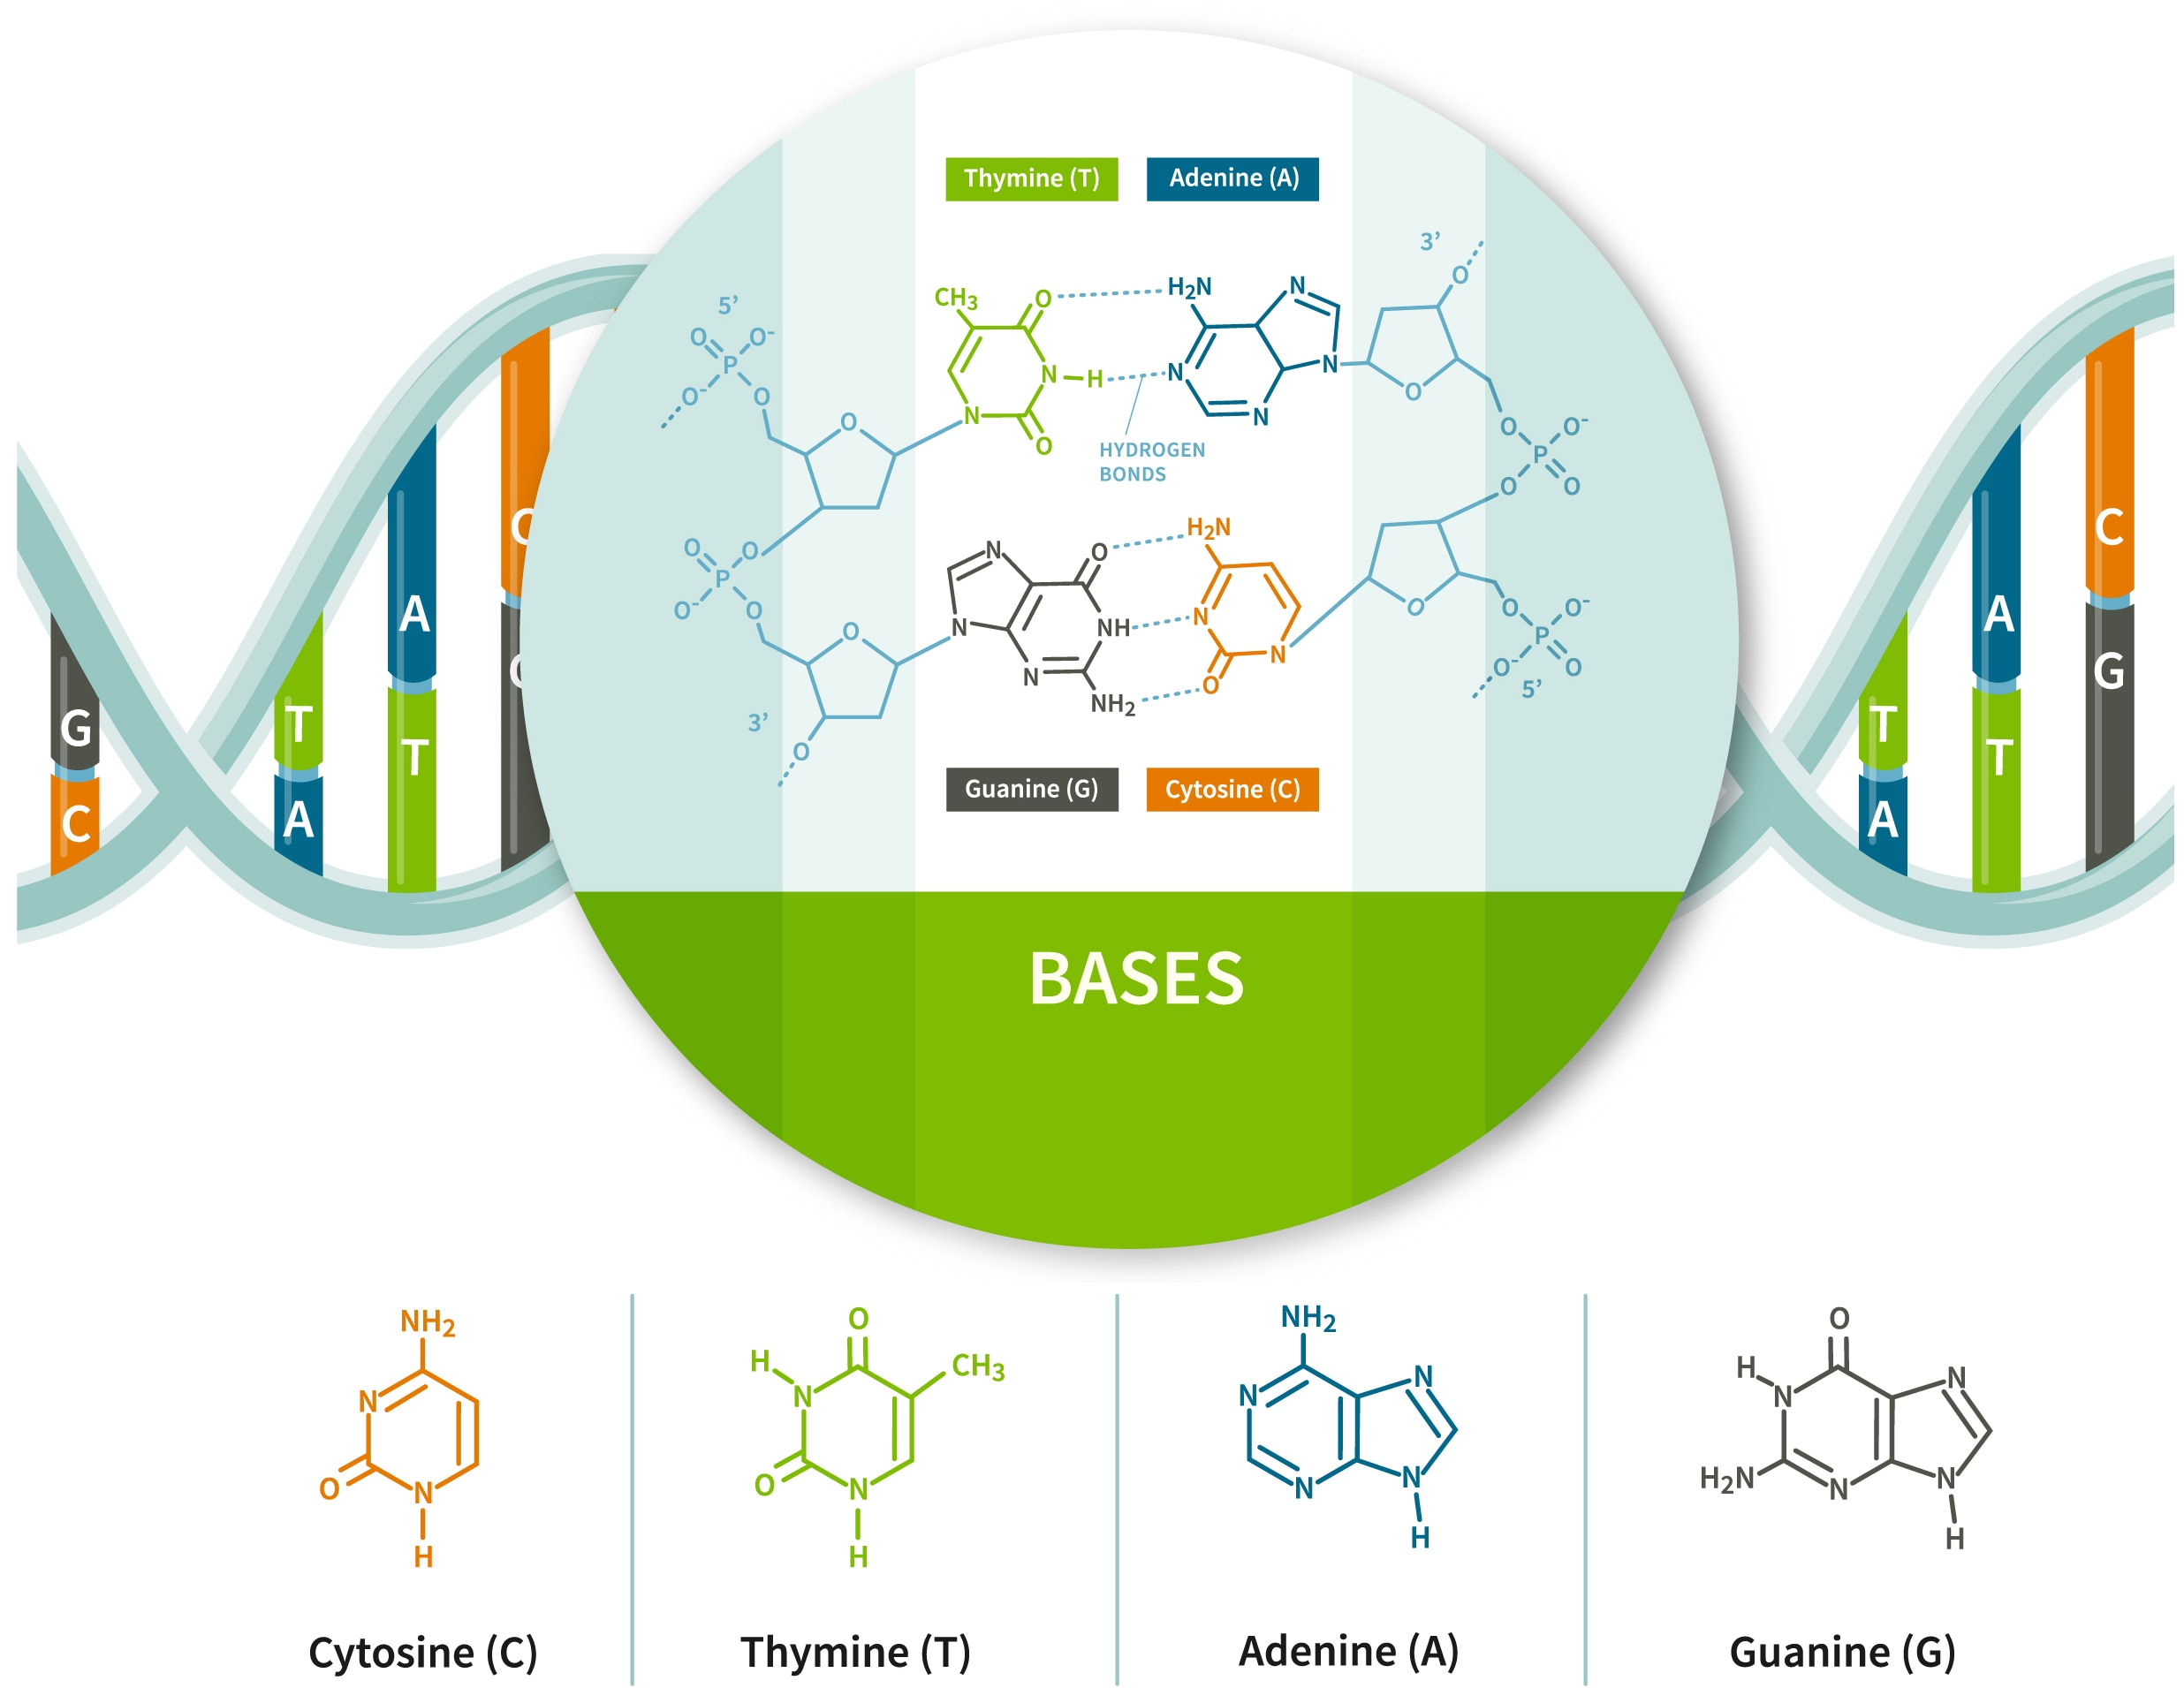 Thymine (T)
Adenine (A)
3’
O
H2N
N
CH3
O
5’
O
O-
P
N
H
N
N
O-
O
O
N
N
O
O
HYDROGEN
BONDS
O
O-
P
O
O
H2N
O
N
O
O
P
O-
O
N
NH
N
O
N
N
NH2
O
O
O
O-
P
O-
O
5’
3’
O
Guanine (G)
Cytosine (C)
G
C
T
A
A
T
C
G
T
A
A
T
C
G
BASES
NH2
N
O
N
H
Cytosine (C)
O
H
N
CH3
O
N
H
Thymine (T)
NH2
N
N
N
N
H
Adenine (A)
O
H
N
N
H2N
N
N
H
Guanine (G)